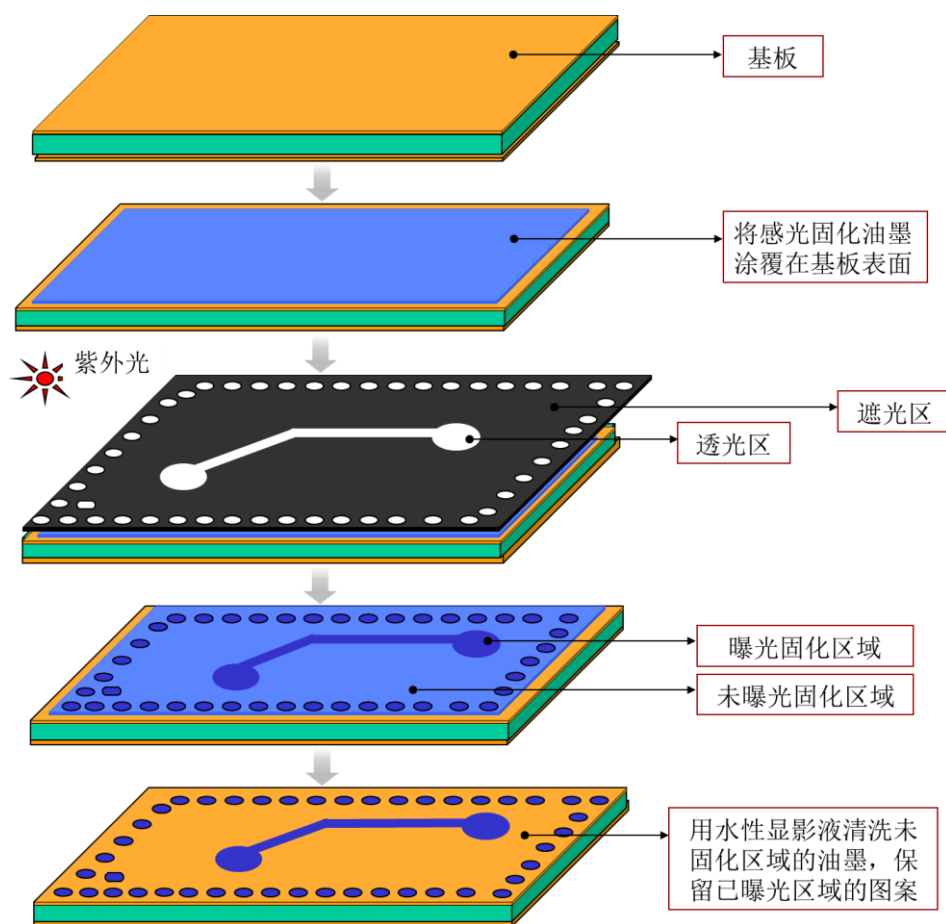 基板
将感光固化油墨
涂覆在基板表面
紫外光
遮光区
透光区
曝光固化区域
未曝光固化区域
用水性显影液清洗未
固化区域的油墨，保
留已曝光区域的图案